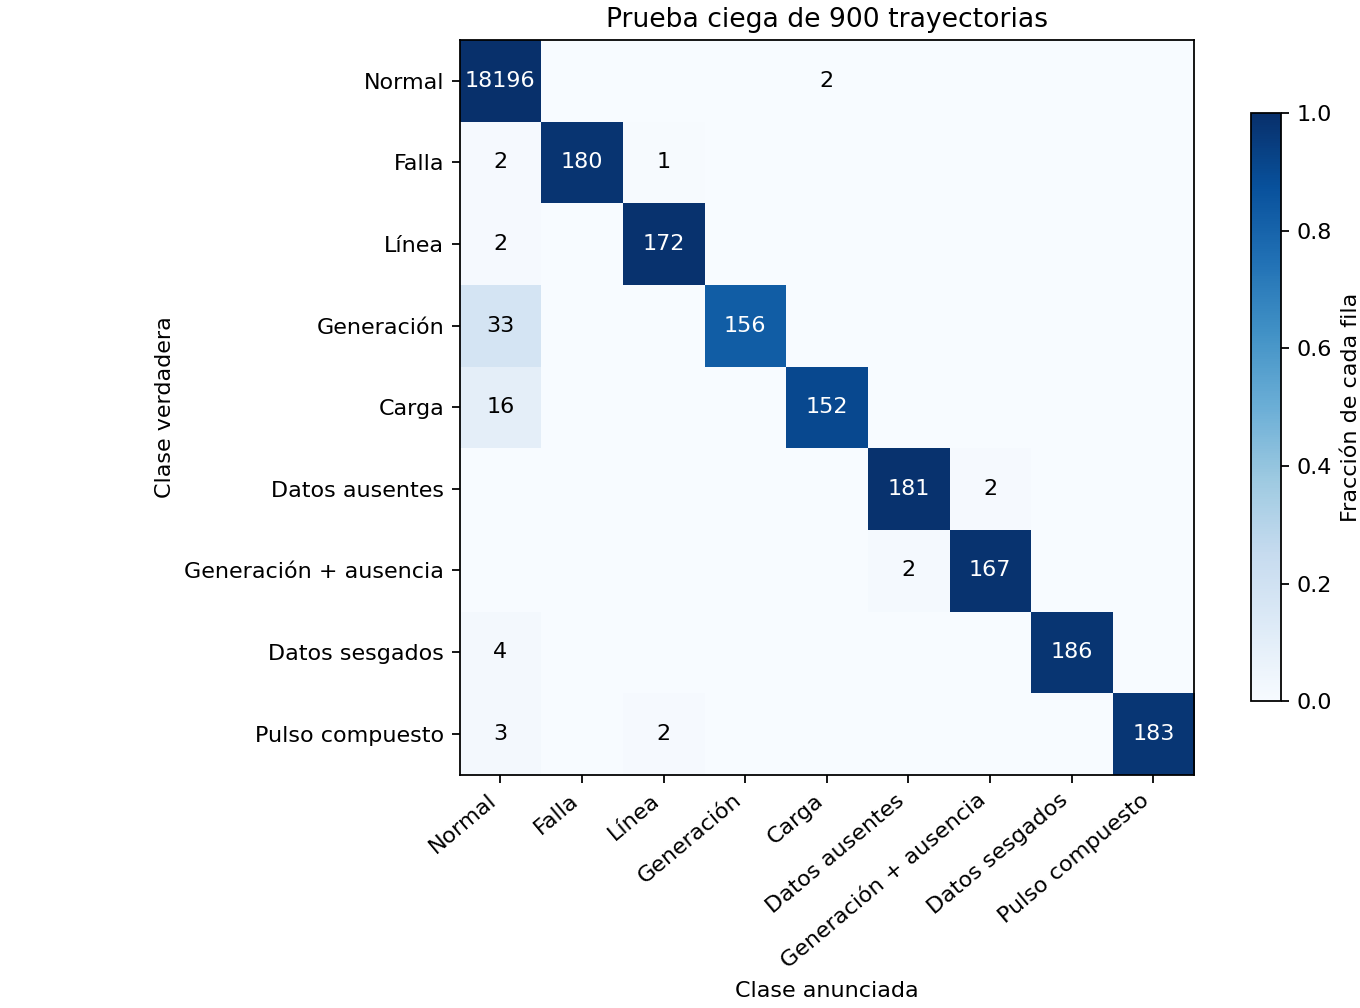 Prueba ciega de 900 trayectorias
Normal 18196 2
Falla 2 180 1
Línea 2 172
Generación 33 156
Carga 16 152
Datos ausentes 181 2
Generación + ausencia 2 167
Datos sesgados 4 186
Pulso compuesto 3 2 183
Clase verdadera
Normal
Falla
Línea
Generación
Carga
Datos ausentes
Generación + ausencia
Datos sesgados
Pulso compuesto
Clase anunciada
1.0
0.8
0.6
0.4
0.2
0.0
Fracción de cada fila